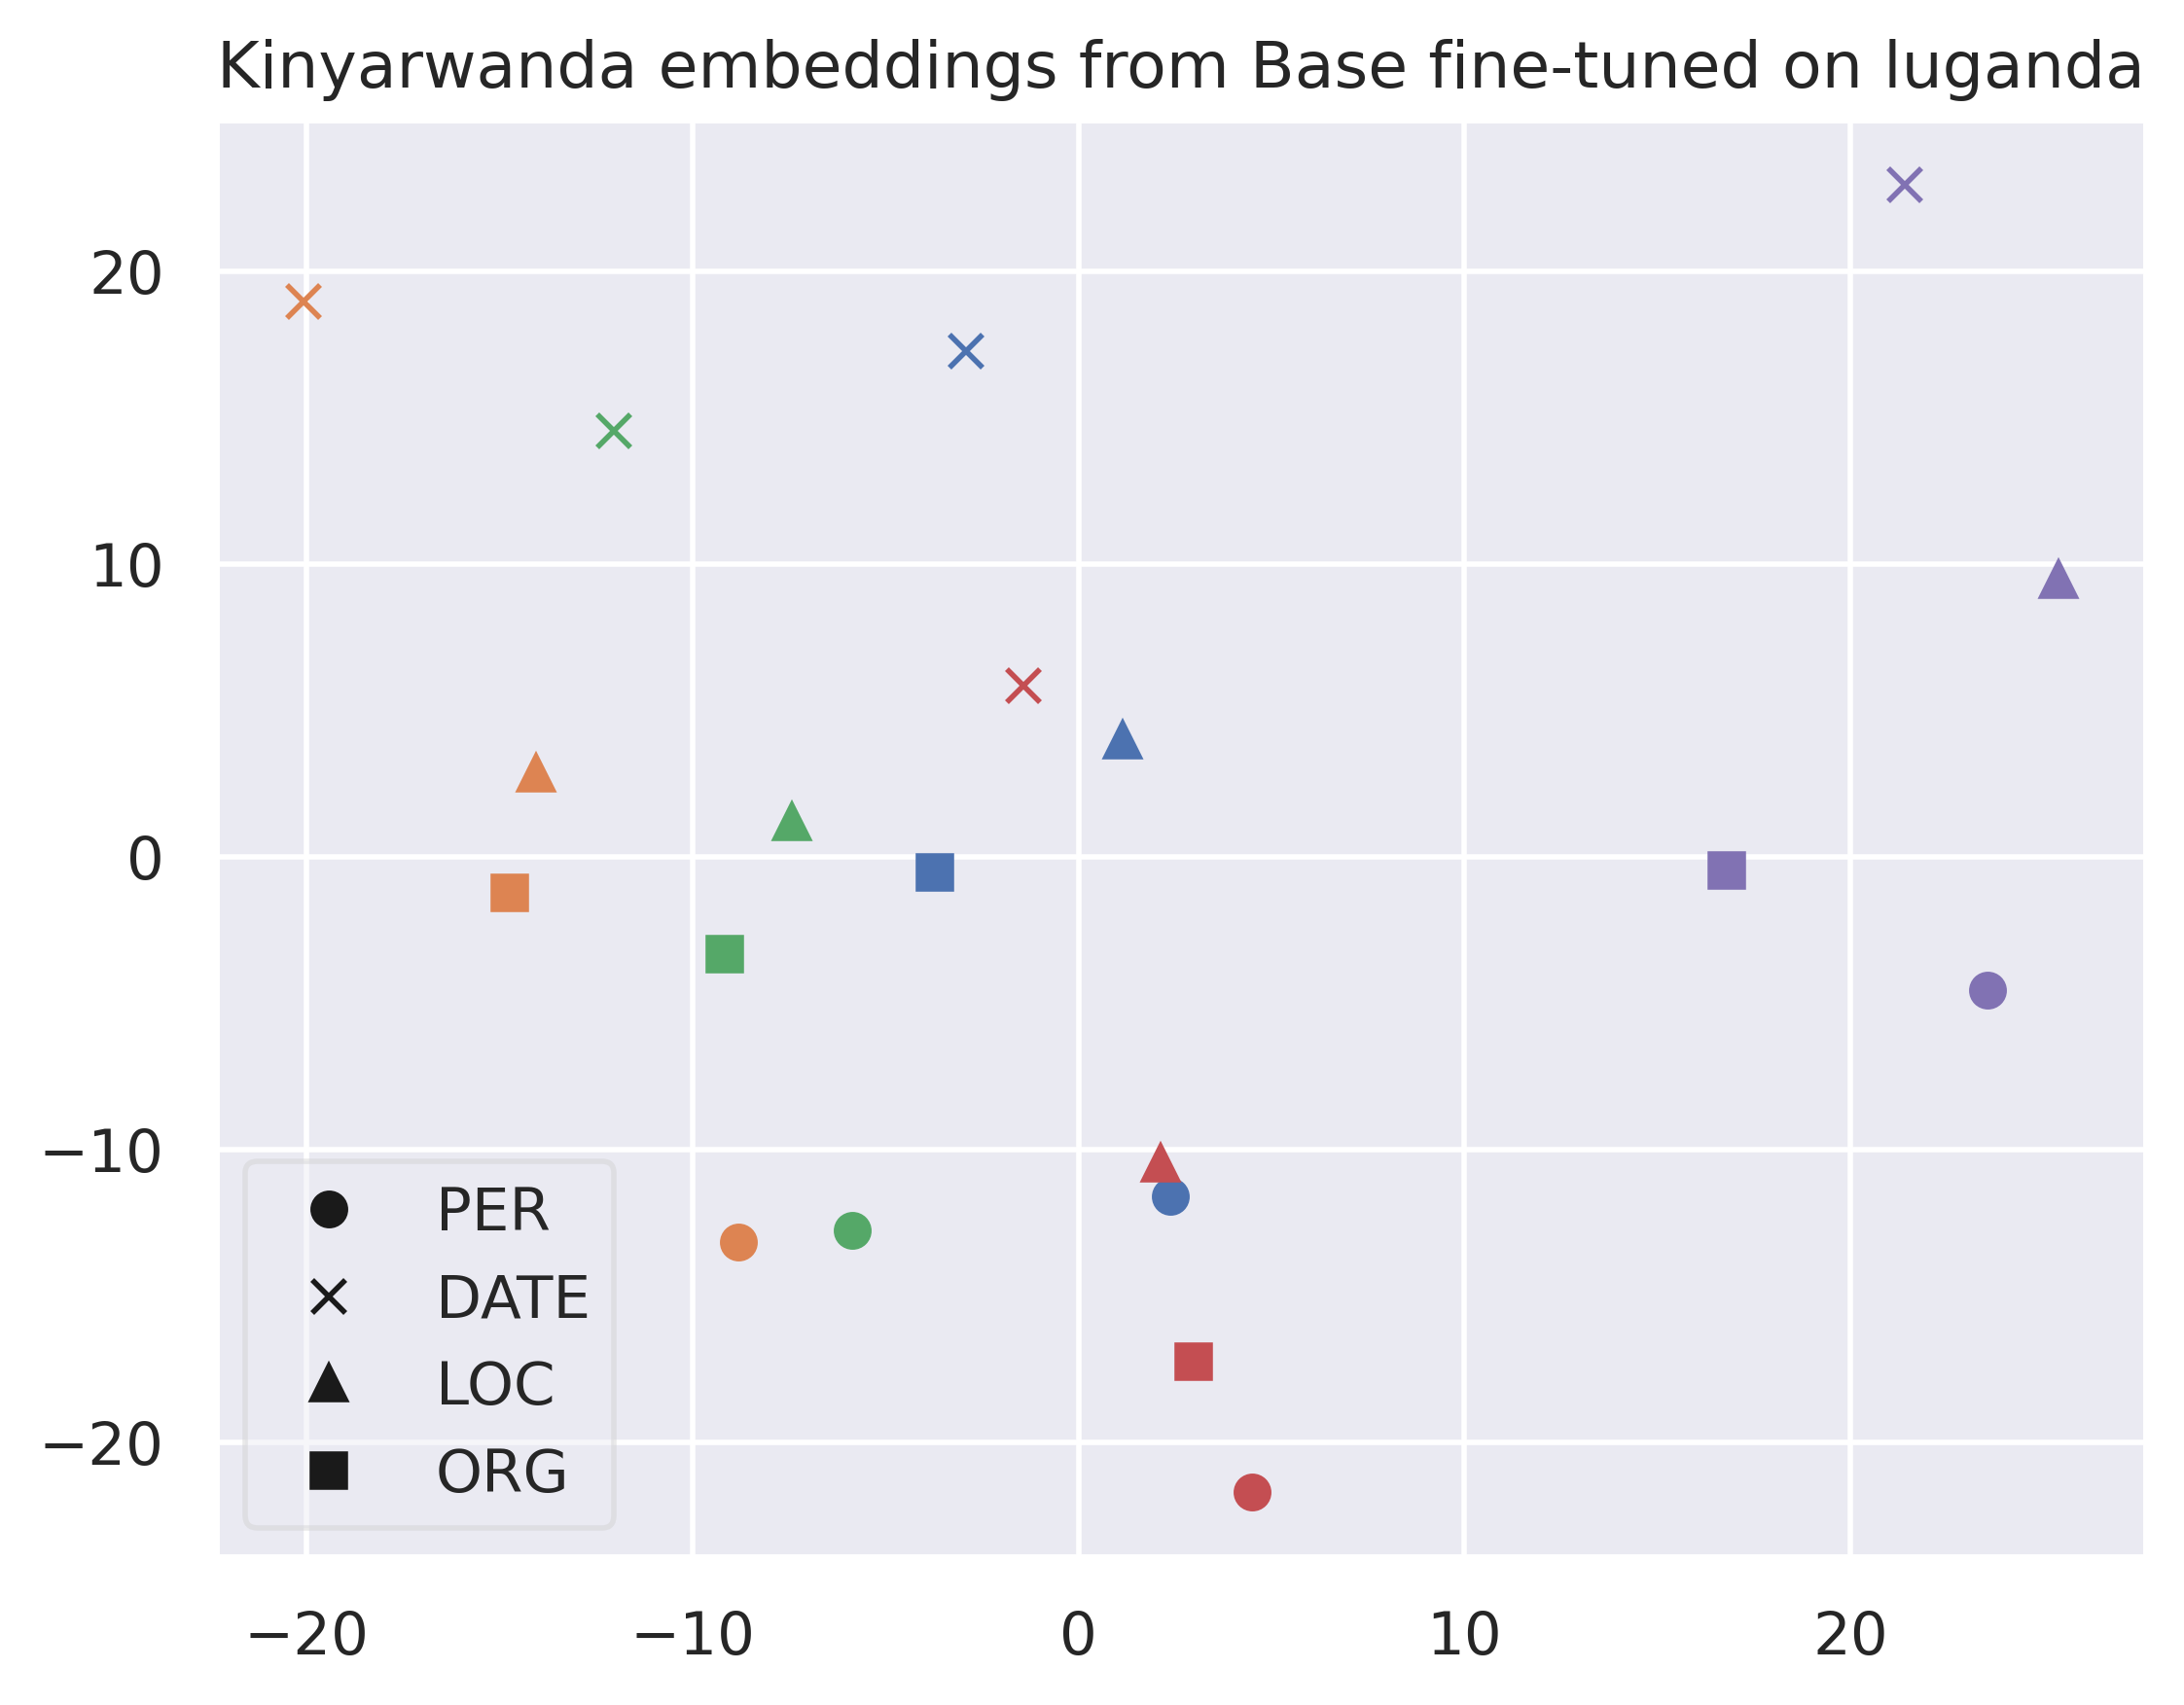 Kinyarwanda embeddings from Base fine-tuned on luganda
20
10
0
−10
−20
PER
DATE
LOC
ORG
−20 −10 0 10 20